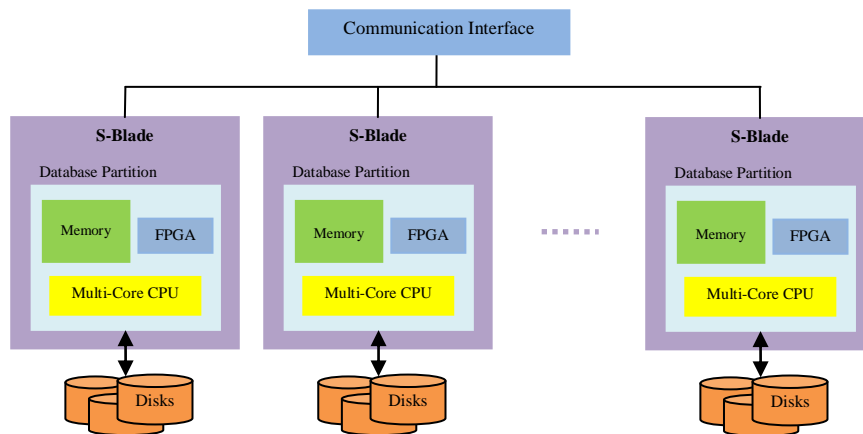 Communication Interface
S-Blade
Database Partition
Memory
FPGA
Multi-Core CPU
Disks
S-Blade
Database Partition
Memory
FPGA
Multi-Core CPU
Disks
S-Blade
Database Partition
Memory
FPGA
Multi-Core CPU
Disks